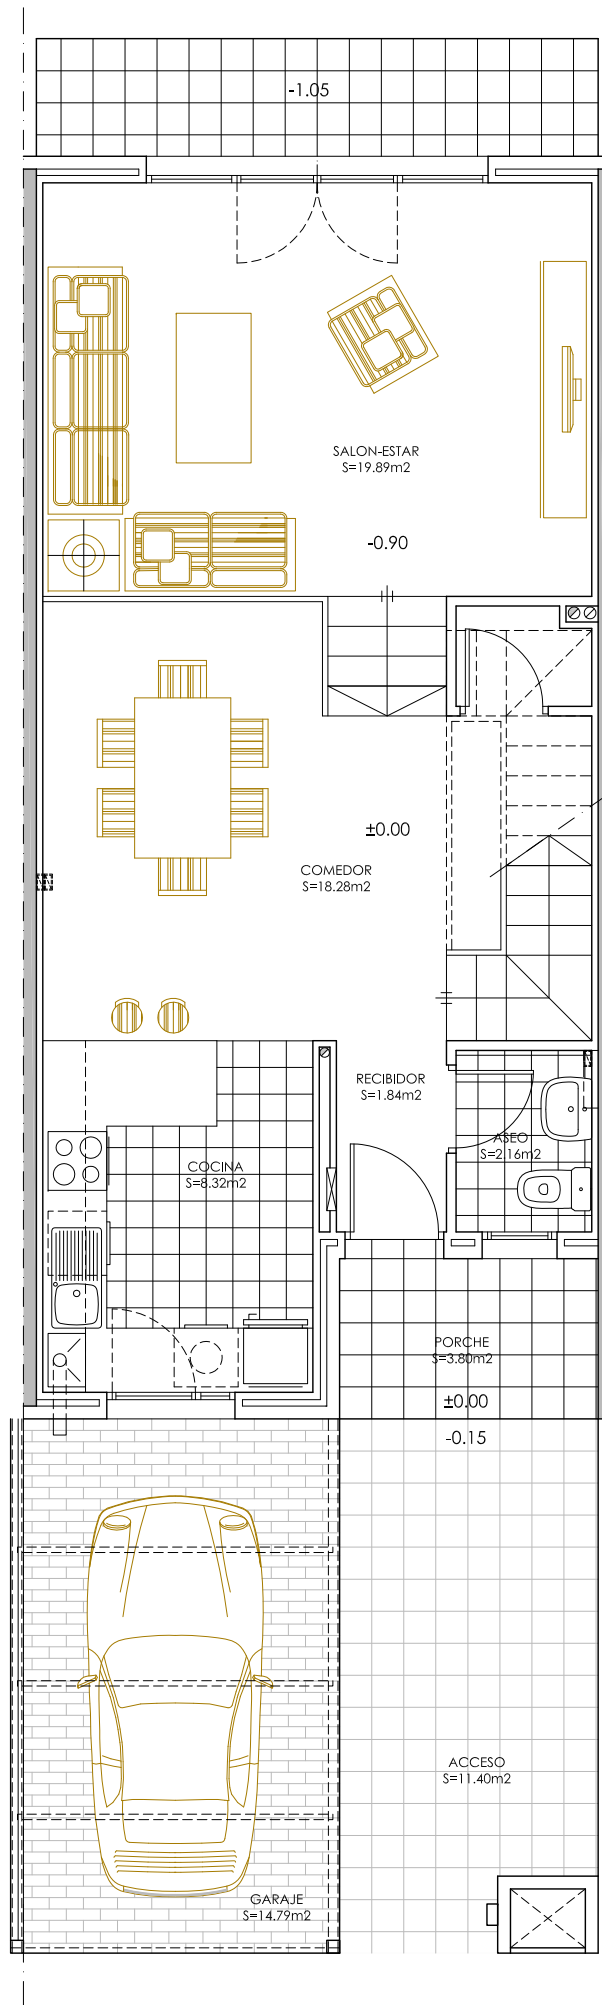 -1.05
SALON-ESTAR
S=19.89m2
-0.90
±0.00
COMEDOR
S=18.28m2
RECIBIDOR
S=1.84m2
ASEO
S=2.16m2
COCINA
S=8.32m2
PORCHE
S=3.80m2
±0.00
-0.15
ACCESO
S=11.40m2
GARAJE
S=14.79m2